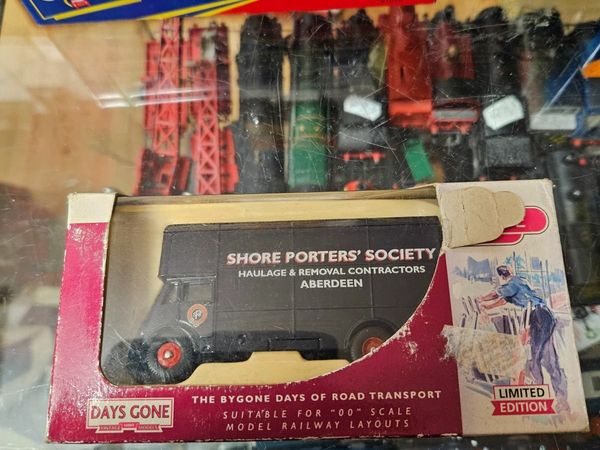 SHORE PORTERS' SOCIETY
HAULAGE & REMOVAL CONTRACTORS
ABERDEEN
THE BYGONE DAYS OF ROAD TRANSPORT
SUITABLE FOR "00" SCALE
MODEL RAILWAY LAYOUTS
DAYS GONE
LIMITED
EDITION